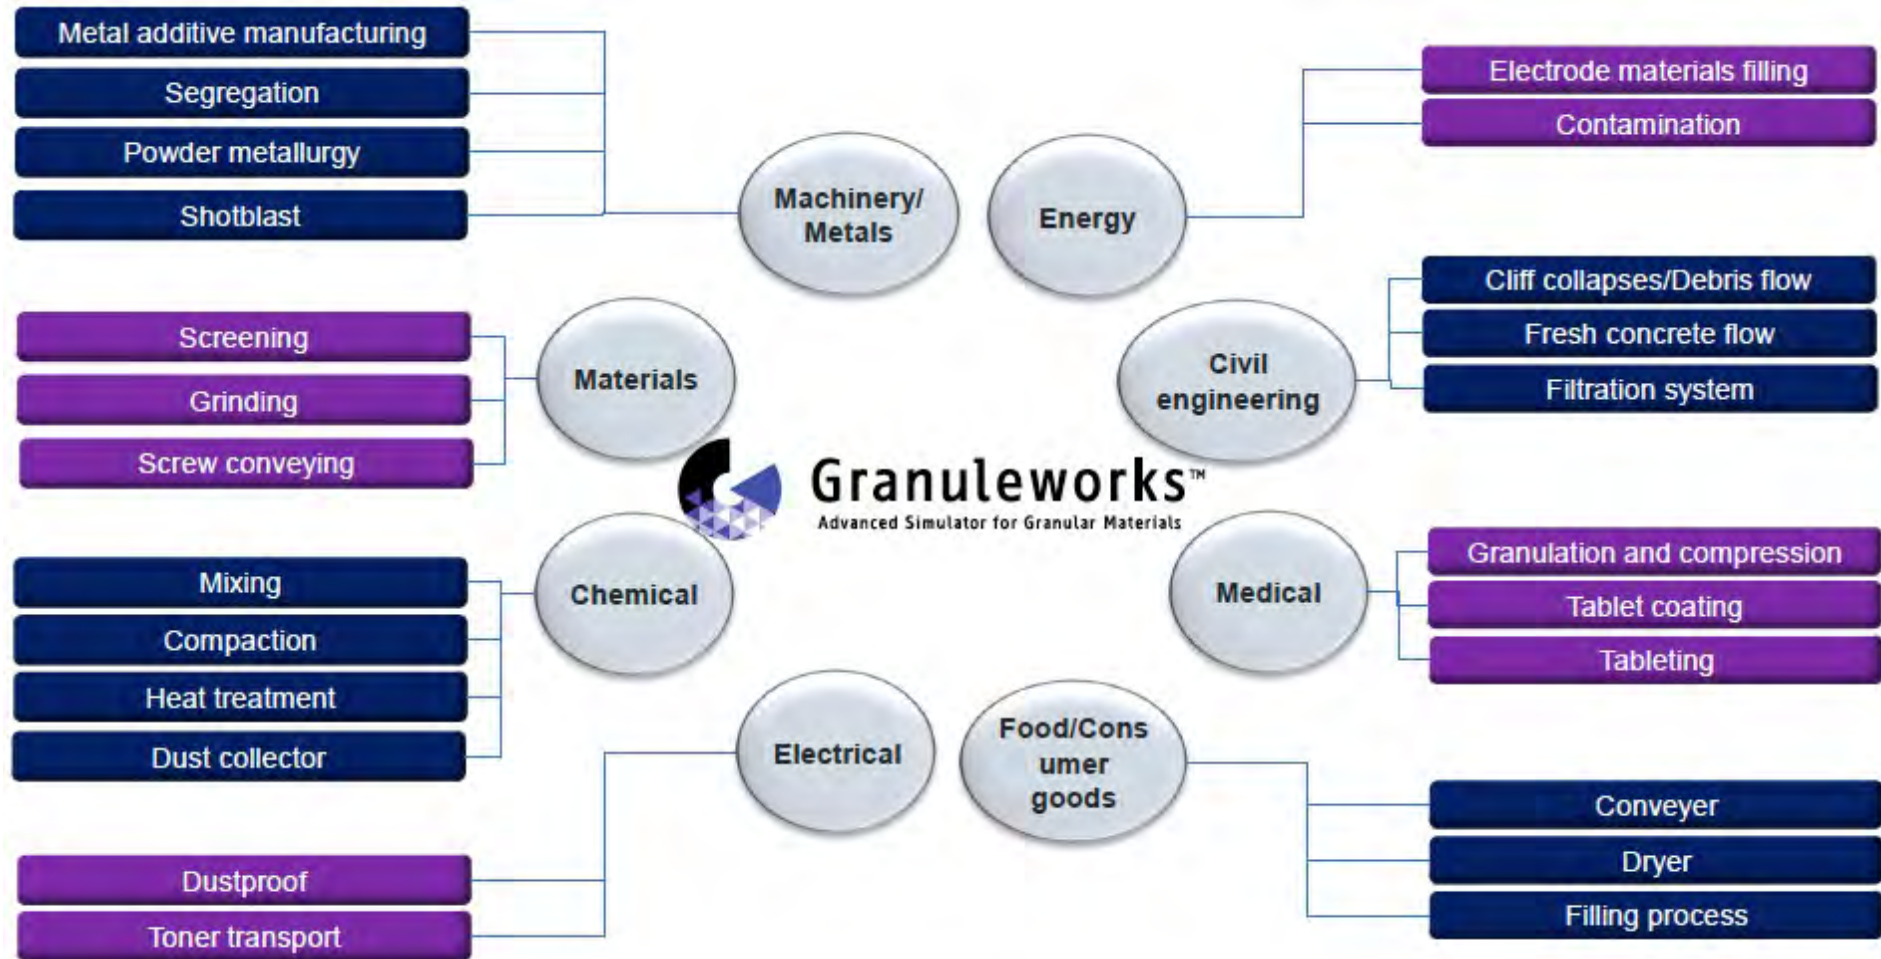 Metal additive manufacturing
Segregation
Powder metallurgy
Shotblast
Machinery/
Metals
Energy
Electrode materials filling
Contamination
Screening
Grinding
Screw conveying
Materials
Civil
engineering
Cliff collapses/Debris flow
Fresh concrete flow
Filtration system
Granuleworks™
Advanced Simulator for Granular Materials
Mixing
Compaction
Heat treatment
Dust collector
Chemical
Medical
Granulation and compression
Tablet coating
Tableting
Dustproof
Toner transport
Electrical
Food/Cons
umer
goods
Conveyer
Dryer
Filling process